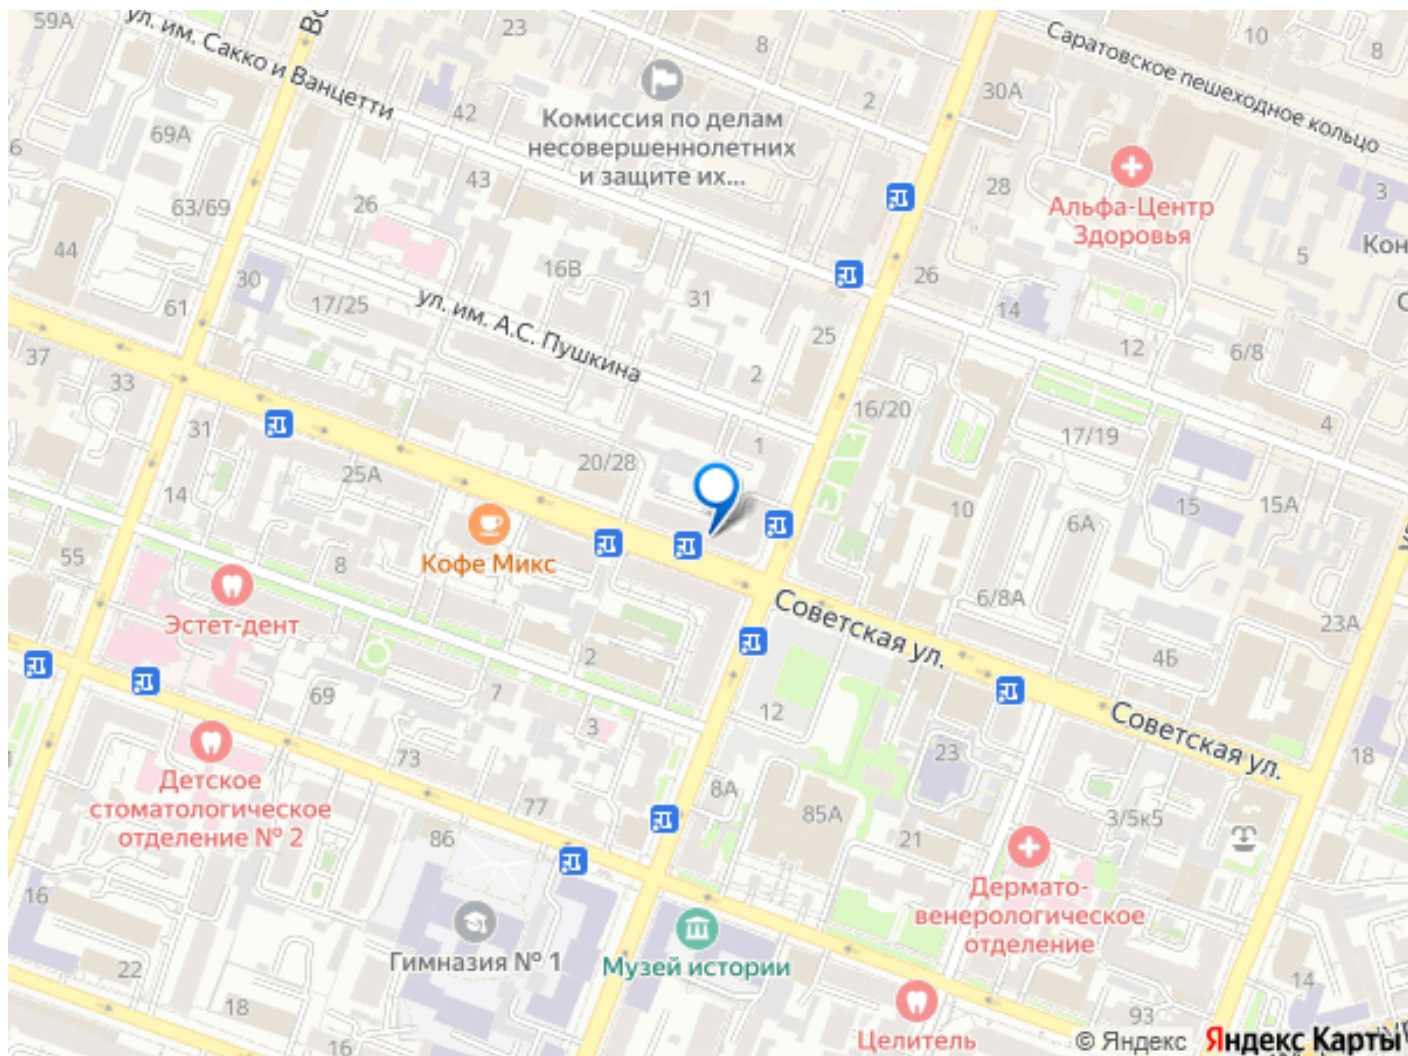 59А
ул. им. Сакко и Ванцетти
Во
23
8
Саратовское пешеходное кольцо
10
8
69А
42
Комиссия по делам
несовершеннолетних
и защите их...
2
30А
6
43
28
3
63/69
26
Альфа-Центр
Здоровья
44
30
16В
31
26
5
Кон
17/25
ул. им. А.С. Пушкина
61
25
14
С
37
33
2
12
6/8
31
16/20
4
25А
20/28
1
17/19
14
10
15
15А
6А
Кофе Микс
55
8
Эстет-дент
6/8А
23А
Советская ул.
2
4Б
69
7
3
12
Советская ул.
23
18
73
Детское
стоматологическое
отделение № 2
77
8А
85А
3/5к5
86
21
16
Дермато-
венерологическое
отделение
Гимназия № 1
Музей истории
22
18
14
93
16
Целитель
© Яндекс Яндекс Карты